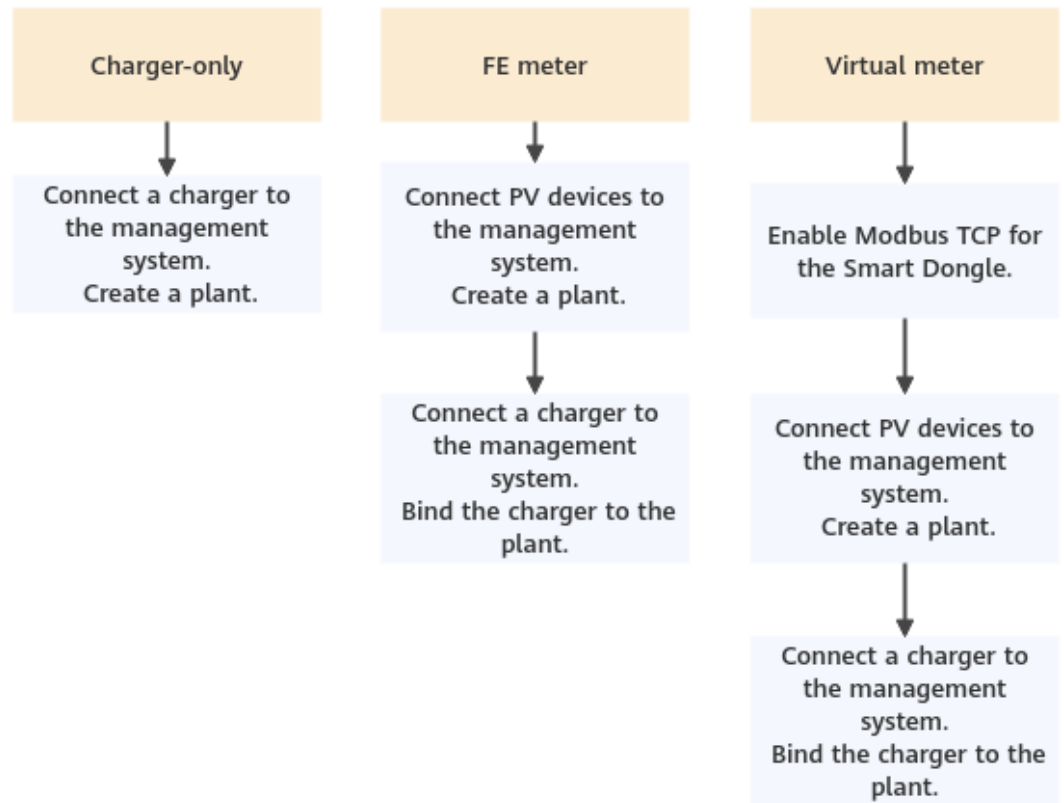 Charger-only
Connect a charger to
the management
system.
Create a plant.
FE meter
Connect PV devices to
the management
system.
Create a plant.
Connect a charger to
the management
system.
Bind the charger to the
plant.
Virtual meter
Enable Modbus TCP for
the Smart Dongle.
Connect PV devices to
the management
system.
Create a plant.
Connect a charger to
the management
system.
Bind the charger to the
plant.